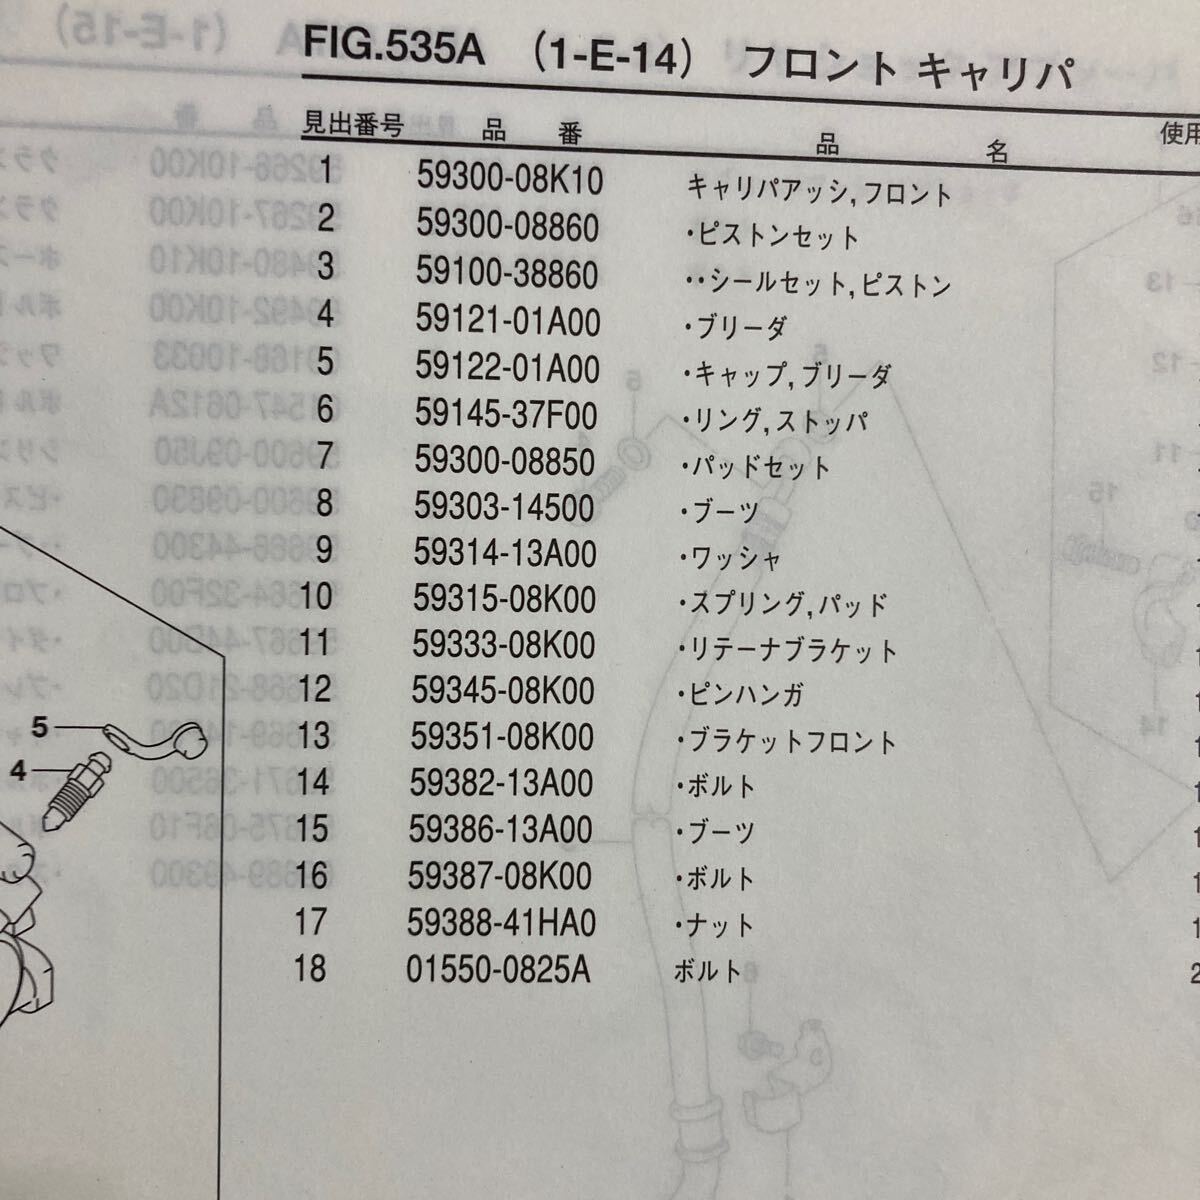 FIG.535A (1-E-14) フロント キャリパ
見出番号 品番 品名 使用
1 59300-08K10 キャリパアッシ,フロント
2 59300-08860 ・ピストンセット
3 59100-38860 ・・シールセット,ピストン
4 59121-01A00 ・ブリーダ
5 59122-01A00 ・キャップ,ブリーダ
6 59145-37F00 ・リング,ストッパ
7 59300-08850 ・パッドセット
8 59303-14500 ・ブーツ
9 59314-13A00 ・ワッシャ
10 59315-08K00 ・スプリング,パッド
11 59333-08K00 ・リテーナブラケット
12 59345-08K00 ・ピンハンガ
13 59351-08K00 ・ブラケットフロント
14 59382-13A00 ・ボルト
15 59386-13A00 ・ブーツ
16 59387-08K00 ・ボルト
17 59388-41HA0 ・ナット
18 01550-0825A ボルト 2
5
4